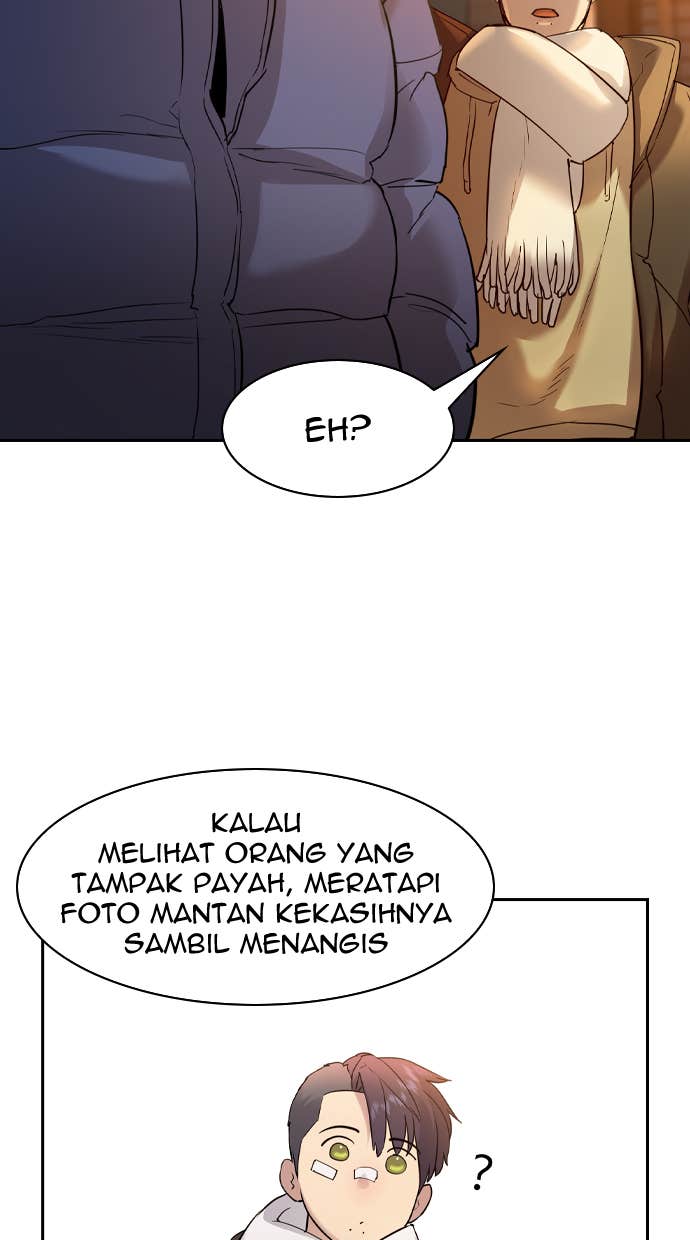 EH?
KALAU
MELIHAT ORANG YANG
TAMPAK PAYAH, MERATAPI
FOTO MANTAN KEKASIHNYA
SAMBIL MENANGIS
?